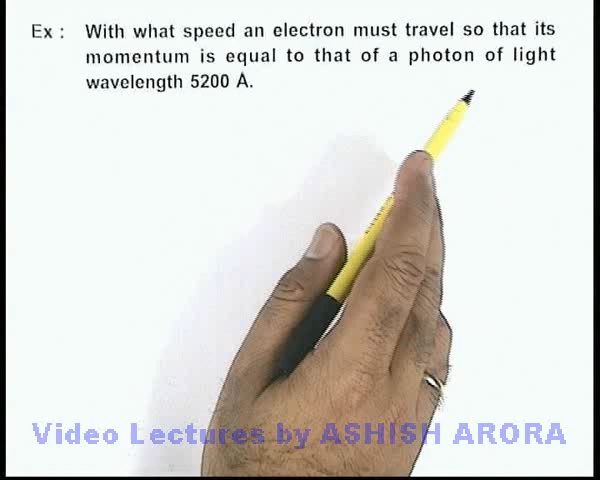 Ex : With what speed an electron must travel so that its
momentum is equal to that of a photon of light
wavelength 5200 Å.
Video Lectures by ASHISH ARORA